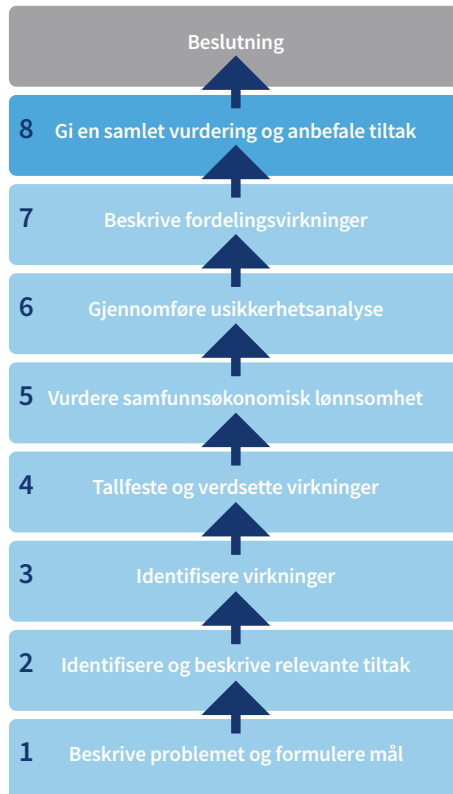 Beslutning
8 Gi en samlet vurdering og anbefale tiltak
7 Beskrive fordelingsvirkninger
6 Gjennomføre usikkerhetsanalyse
5 Vurdere samfunnsøkonomisk lønnsomhet
4 Tallfeste og verdsette virkninger
3 Identifisere virkninger
2 Identifisere og beskrive relevante tiltak
1 Beskrive problemet og formulere mål